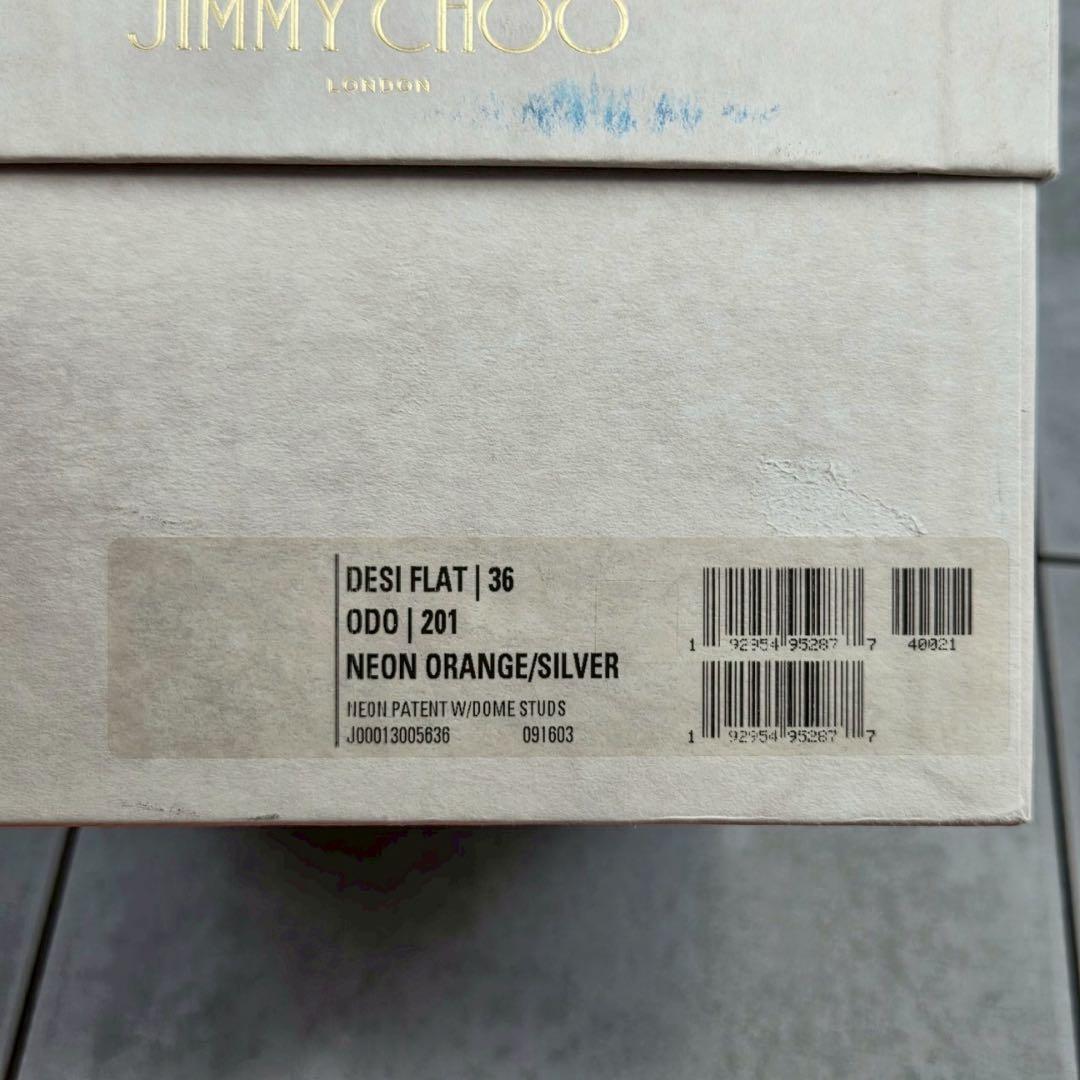 JIMMY CHOO
LONDON
DESI FLAT | 36
ODO | 201
NEON ORANGE/SILVER
NEON PATENT W/DOME STUDS
J00013005636 091603
1 92954 95287 7
40021
1 92954 95287 7